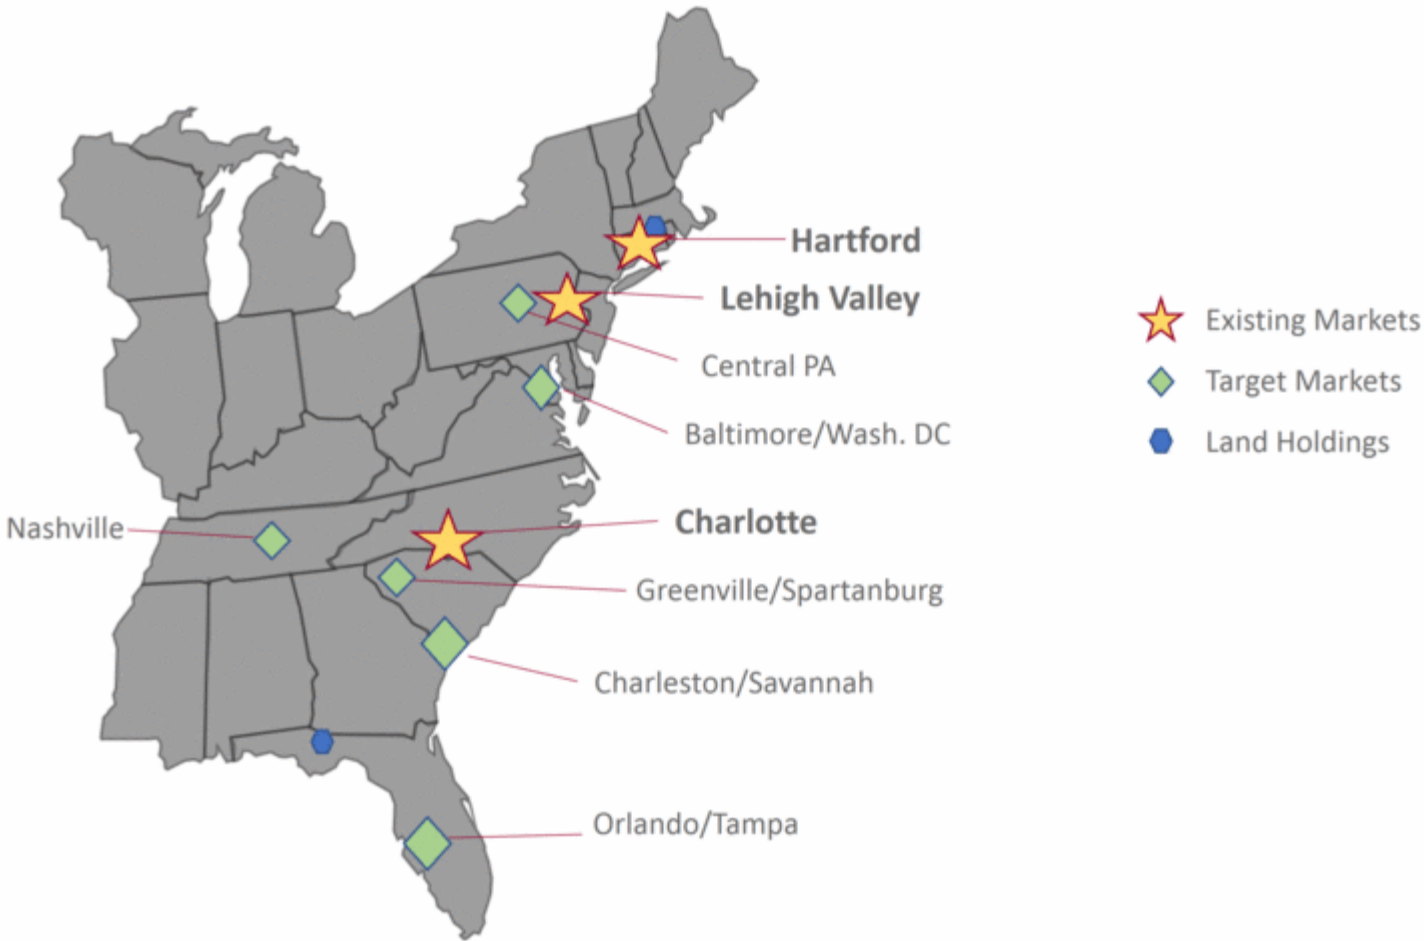 Hartford
Lehigh Valley
Existing Markets
Central PA
Target Markets
Baltimore/Wash. DC
Land Holdings
Nashville
Charlotte
Greenville/Spartanburg
Charleston/Savannah
Orlando/Tampa